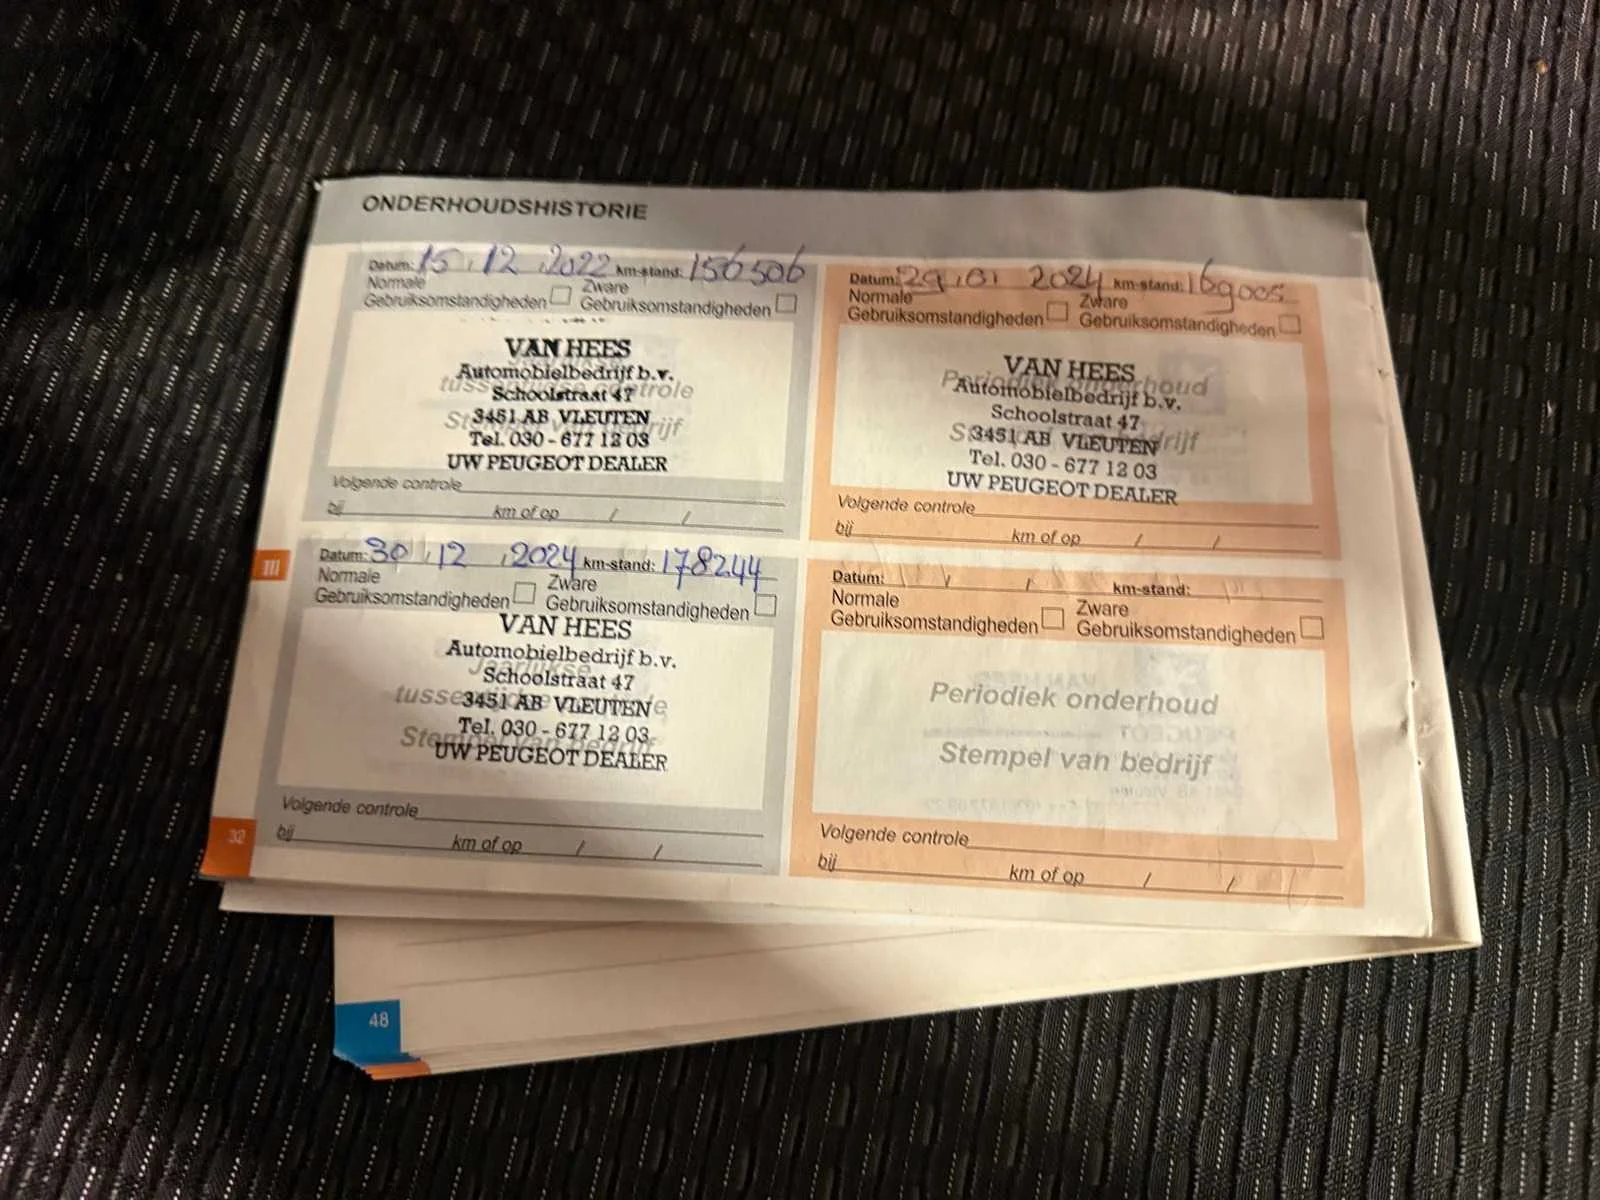 ONDERHOUDSHISTORIE
Datum: 15 . 12 . 2022 km-stand: 156506
Normale Gebruiksomstandigheden
Zware Gebruiksomstandigheden
VAN HEES
Automobielbedrijf b.v.
Schoolstraat 47
3451 AB VLEUTEN
Tel. 030 - 677 12 03
UW PEUGEOT DEALER
Volgende controle
bij km of op / /
Datum: 29 . 01 2024 km-stand: 169005
Normale Gebruiksomstandigheden
Zware Gebruiksomstandigheden
Periodiek onderhoud
VAN HEES
Automobielbedrijf b.v.
Schoolstraat 47
3451 AB VLEUTEN
Tel. 030 - 677 12 03
UW PEUGEOT DEALER
Volgende controle
bij km of op / /
III
Datum: 30 . 12 . 2024 km-stand: 178244
Normale Gebruiksomstandigheden
Zware Gebruiksomstandigheden
VAN HEES
Automobielbedrijf b.v.
Jaarlijkse
Schoolstraat 47
3451 AB VLEUTEN
Tel. 030 - 677 12 03
Stempel van bedrijf
UW PEUGEOT DEALER
Volgende controle
bij km of op / /
Datum: / / km-stand:
Normale Gebruiksomstandigheden
Zware Gebruiksomstandigheden
Periodiek onderhoud
Stempel van bedrijf
Volgende controle
bij km of op / /
32
48